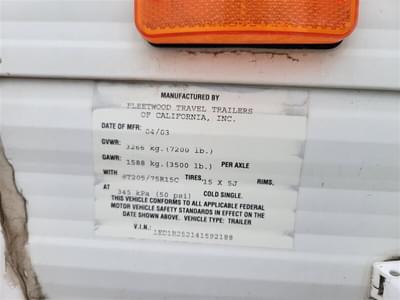 MANUFACTURED BY
FLEETWOOD TRAVEL TRAILERS
OF CALIFORNIA, INC.
DATE OF MFR: 04/03
GVWR: 3266 kg.(7200 lb.)
GAWR: 1588 kg.(3500 lb.) PER AXLE
WITH ST205/75R15C TIRES 15 X 5J RIMS,
AT 345 kPa (50 psi) COLD SINGLE.
THIS VEHICLE CONFORMS TO ALL APPLICABLE FEDERAL
MOTOR VEHICLE SAFETY STANDARDS IN EFFECT ON THE
DATE SHOWN ABOVE. VEHICLE TYPE: TRAILER
V.I.N.: 1ED1R252141592188